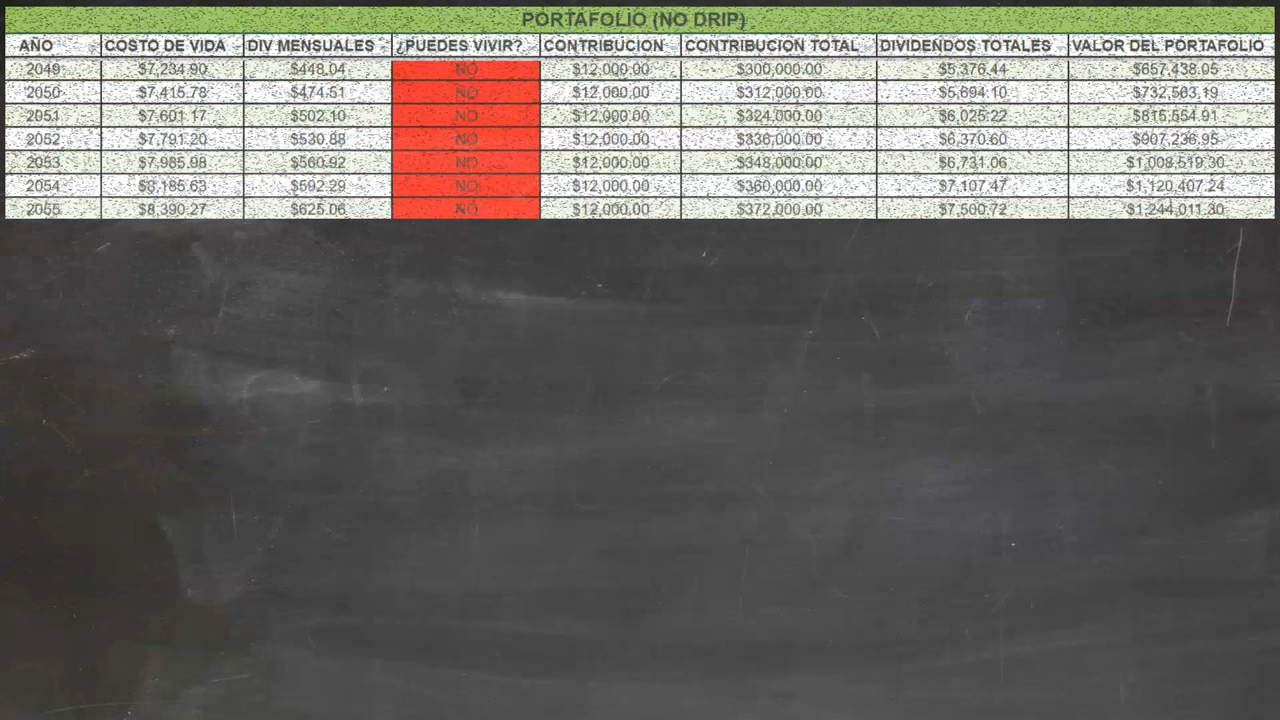 PORTAFOLIO (NO DRIP)
AÑO COSTO DE VIDA DIV MENSUALES ¿PUEDES VIVIR? CONTRIBUCION CONTRIBUCION TOTAL DIVIDENDOS TOTALES VALOR DEL PORTAFOLIO
2049 $7,234.90 $448.04 NO $12,000.00 $300,000.00 $5,376.44 $657,438.05
2050 $7,415.78 $474.51 NO $12,000.00 $312,000.00 $5,694.10 $732,563.19
2051 $7,601.17 $502.10 NO $12,000.00 $324,000.00 $6,025.22 $815,554.91
2052 $7,791.20 $530.88 NO $12,000.00 $336,000.00 $6,370.60 $907,236.95
2053 $7,985.98 $560.92 NO $12,000.00 $348,000.00 $6,731.06 $1,008,519.30
2054 $8,185.63 $592.29 NO $12,000.00 $360,000.00 $7,107.47 $1,120,407.24
2055 $8,390.27 $625.06 NO $12,000.00 $372,000.00 $7,500.72 $1,244,011.30